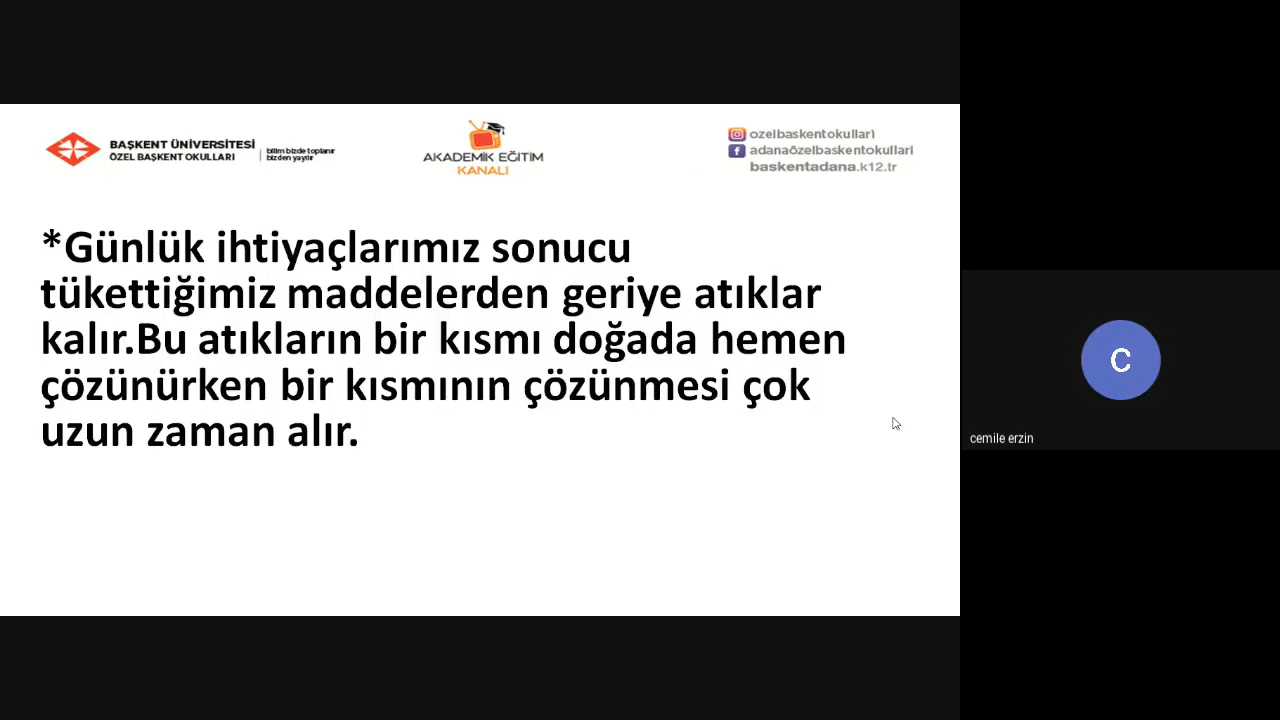 BAŞKENT ÜNİVERSİTESİ
ÖZEL BAŞKENT OKULLARI
bilim bizde toplanır
bizden yayılır
AKADEMİK EĞİTİM
KANALI
ozelbaskentokullari
adanaözelbaskentokullari
baskentadana.k12.tr
*Günlük ihtiyaçlarımız sonucu
tükettiğimiz maddelerden geriye atıklar
kalır.Bu atıkların bir kısmı doğada hemen
çözünürken bir kısmının çözünmesi çok
uzun zaman alır.
C
cemile erzin